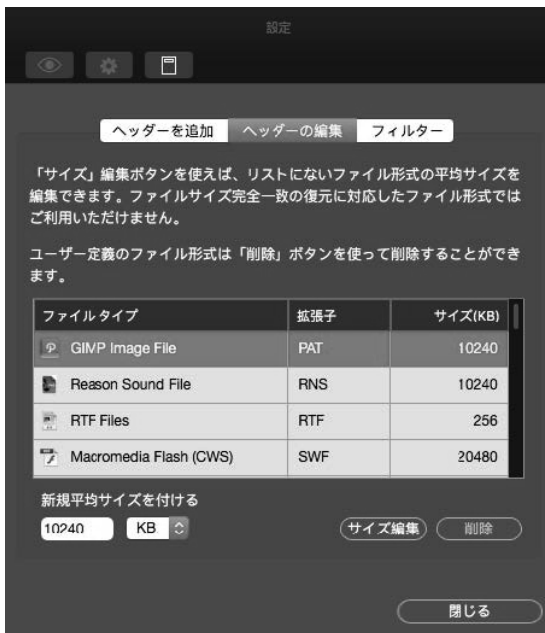 設定
ヘッダーを追加 ヘッダーの編集 フィルター
「サイズ」編集ボタンを使えば、リストにないファイル形式の平均サイズを
編集できます。ファイルサイズ完全一致の復元に対応したファイル形式では
ご利用いただけません。
ユーザー定義のファイル形式は「削除」ボタンを使って削除することができ
ます。
ファイル タイプ 拡張子 サイズ(KB)
GIMP Image File PAT 10240
Reason Sound File RNS 10240
RTF Files RTF 256
Macromedia Flash (CWS) SWF 20480
新規平均サイズを付ける
10240 KB サイズ編集 削除
閉じる